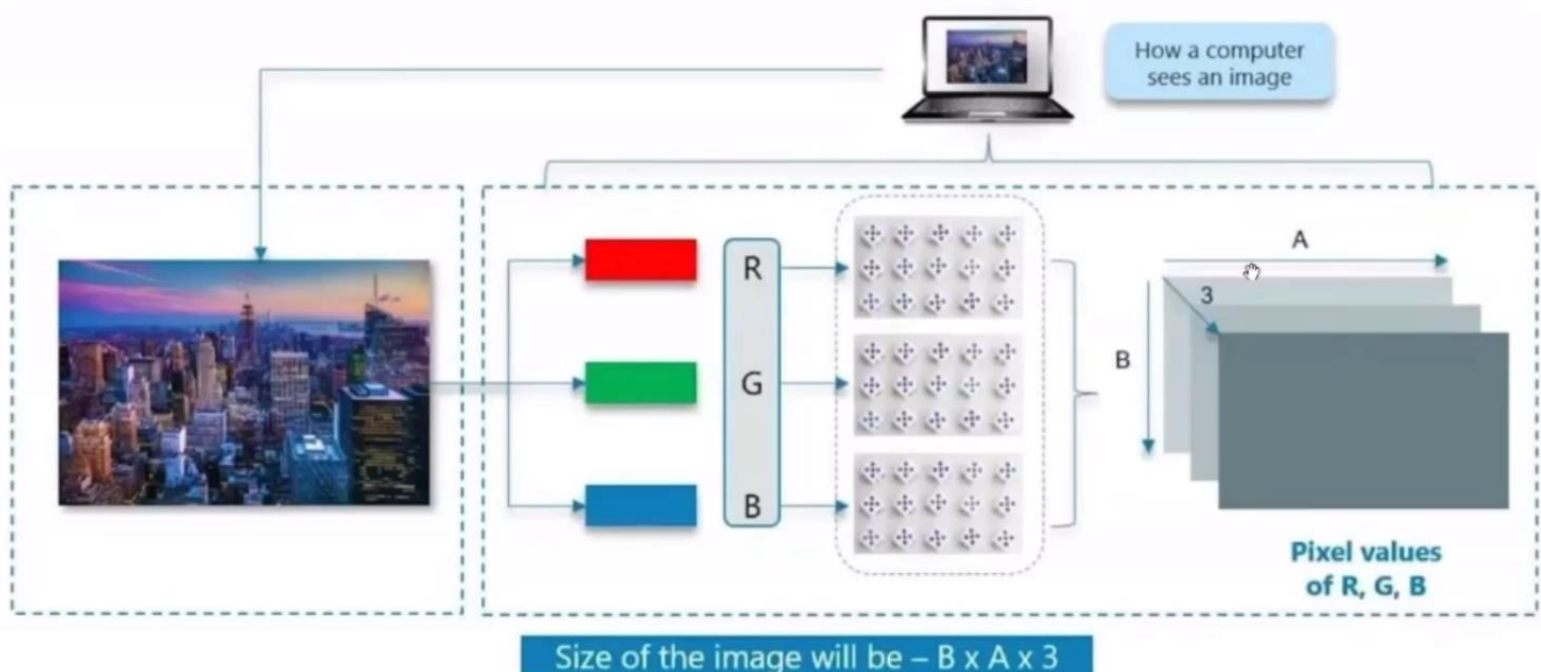 How a computer
sees an image
R
G
B
A
3
B
Pixel values
of R, G, B
Size of the image will be – B x A x 3